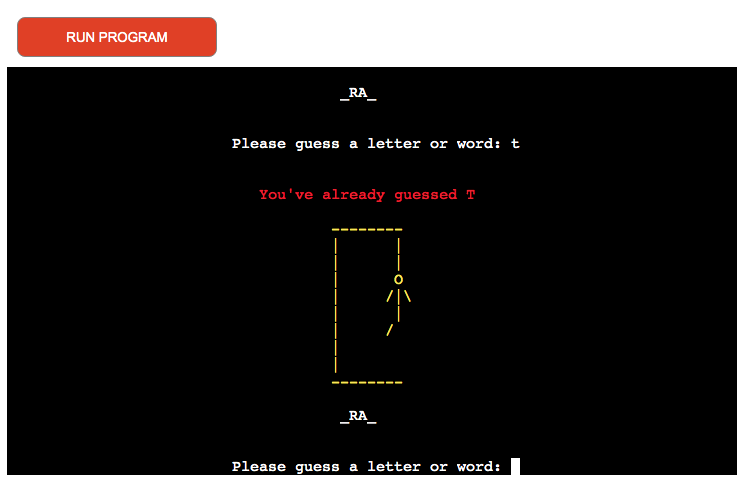 RUN PROGRAM
_RA_
Please guess a letter or word: t
You've already guessed T
--------
|      |
|      |
|      O
|     /|\
|      |
|     /
|
|
--------
_RA_
Please guess a letter or word: